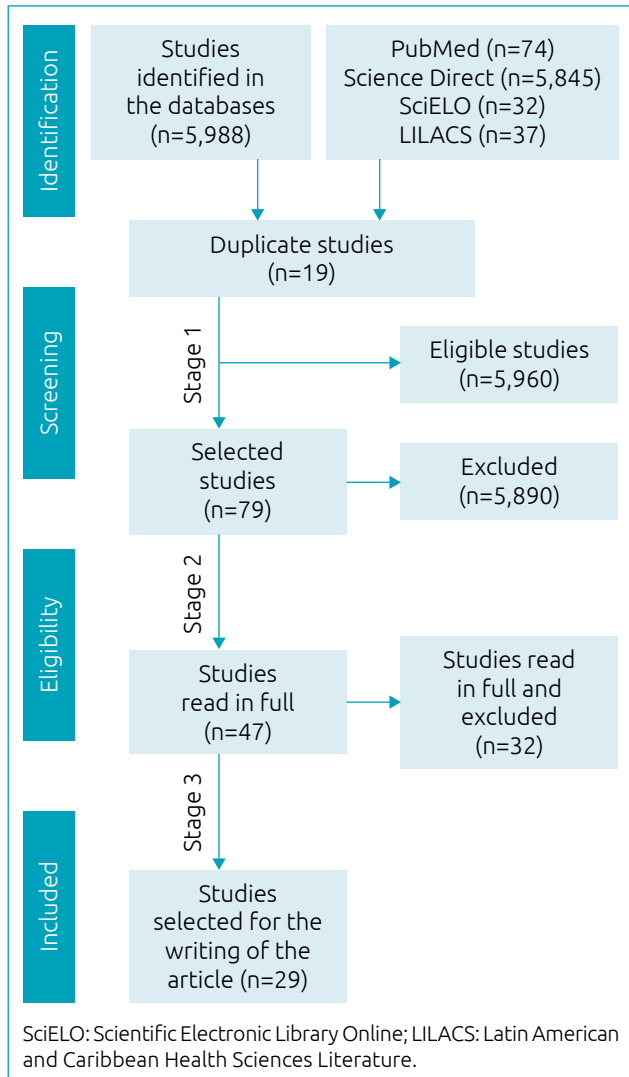 Identification
Studies
identified in
the databases
(n=5,988)
PubMed (n=74)
Science Direct (n=5,845)
SciELO (n=32)
LILACS (n=37)
Duplicate studies
(n=19)
Screening
Stage 1
Eligible studies
(n=5,960)
Selected
studies
(n=79)
Excluded
(n=5,890)
Eligibility
Stage 2
Studies
read in full
(n=47)
Studies read
in full and
excluded
(n=32)
Included
Stage 3
Studies
selected for the
writing of the
article (n=29)
SciELO: Scientific Electronic Library Online; LILACS: Latin American
and Caribbean Health Sciences Literature.